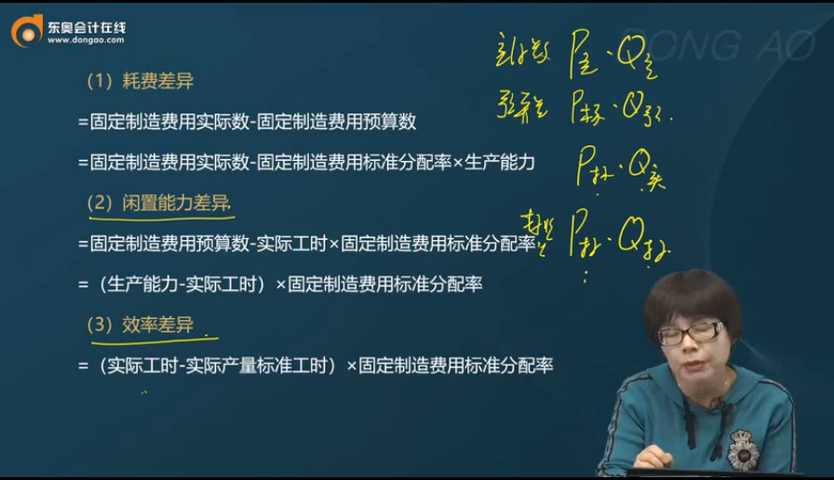 东奥会计在线
www.dongao.com
DONG AO
（1）耗费差异
=固定制造费用实际数-固定制造费用预算数
=固定制造费用实际数-固定制造费用标准分配率×生产能力
（2）闲置能力差异
=固定制造费用预算数-实际工时×固定制造费用标准分配率
=（生产能力-实际工时）×固定制造费用标准分配率
（3）效率差异
=（实际工时-实际产量标准工时）×固定制造费用标准分配率
P实·Q实
P标·Q预
P标·Q实
P标·Q标